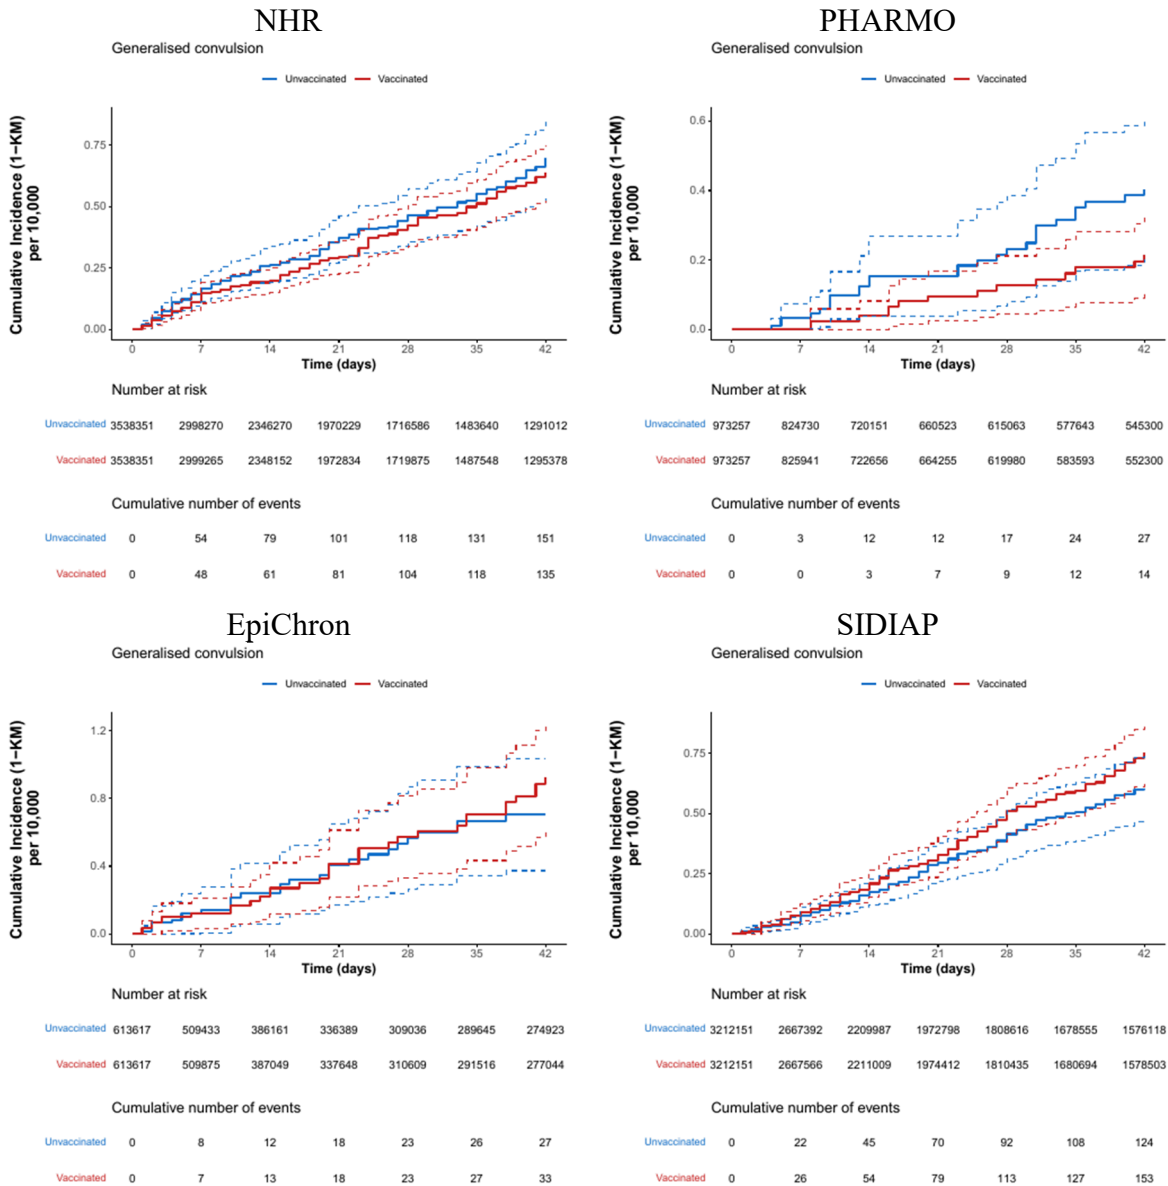 NHR
Generalised convulsion
Unvaccinated Vaccinated
Cumulative Incidence (1−KM)
per 10,000
0.75
0.50
0.25
0.00
0 7 14 21 28 35 42
Time (days)
Number at risk
Unvaccinated 3538351 2998270 2346270 1970229 1716586 1483640 1291012
Vaccinated 3538351 2999265 2348152 1972834 1719875 1487548 1295378
Cumulative number of events
Unvaccinated 0 54 79 101 118 131 151
Vaccinated 0 48 61 81 104 118 135
PHARMO
Generalised convulsion
Unvaccinated Vaccinated
Cumulative Incidence (1−KM)
per 10,000
0.6
0.4
0.2
0.0
0 7 14 21 28 35 42
Time (days)
Number at risk
Unvaccinated 973257 824730 720151 660523 615063 577643 545300
Vaccinated 973257 825941 722656 664255 619980 583593 552300
Cumulative number of events
Unvaccinated 0 3 12 12 17 24 27
Vaccinated 0 0 3 7 9 12 14
EpiChron
Generalised convulsion
Unvaccinated Vaccinated
Cumulative Incidence (1−KM)
per 10,000
1.2
0.8
0.4
0.0
0 7 14 21 28 35 42
Time (days)
Number at risk
Unvaccinated 613617 509433 386161 336389 309036 289645 274923
Vaccinated 613617 509875 387049 337648 310609 291516 277044
Cumulative number of events
Unvaccinated 0 8 12 18 23 26 27
Vaccinated 0 7 13 18 23 27 33
SIDIAP
Generalised convulsion
Unvaccinated Vaccinated
Cumulative Incidence (1−KM)
per 10,000
0.75
0.50
0.25
0.00
0 7 14 21 28 35 42
Time (days)
Number at risk
Unvaccinated 3212151 2667392 2209987 1972798 1808616 1678555 1576118
Vaccinated 3212151 2667566 2211009 1974412 1810435 1680694 1578503
Cumulative number of events
Unvaccinated 0 22 45 70 92 108 124
Vaccinated 0 26 54 79 113 127 153